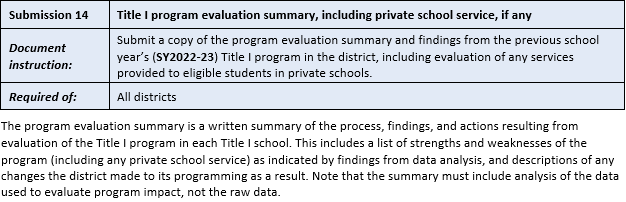 Submission 14 Title I program evaluation summary, including private school service, if any
Document instruction: Submit a copy of the program evaluation summary and findings from the previous school
year's (SY2022-23) Title I program in the district, including evaluation of any services
provided to eligible students in private schools.
Required of: All districts
The program evaluation summary is a written summary of the process, findings, and actions resulting from
evaluation of the Title I program in each Title I school. This includes a list of strengths and weaknesses of the
program (including any private school service) as indicated by findings from data analysis, and descriptions of any
changes the district made to its programming as a result. Note that the summary must include analysis of the data
used to evaluate program impact, not the raw data.